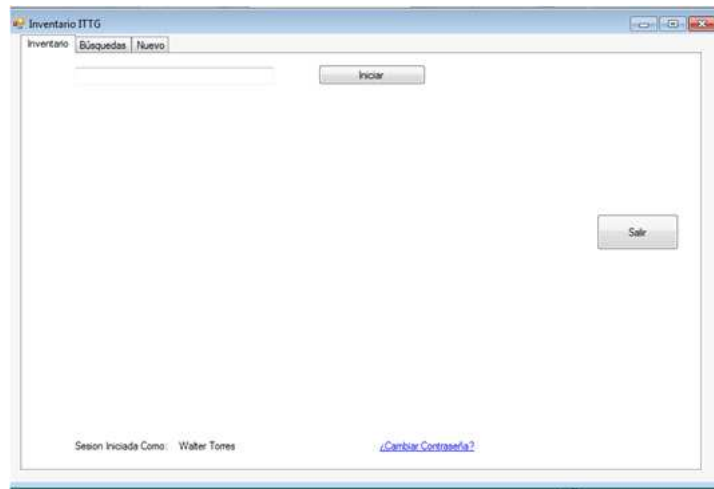 Inventario ITTG
Inventario Búsquedas Nuevo
Iniciar
Salir
Sesion Iniciada Como: Walter Torres ¿Cambiar Contraseña?